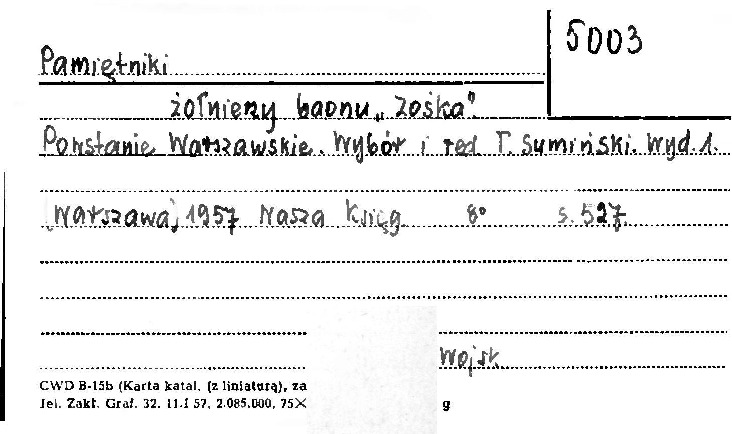 5003
Pamiętniki
żołnierzy baonu „Zośka".
Powstanie Warszawskie. Wybór i red. T. Sumiński. Wyd. 1.
[Warszawa] 1957 Nasza Księg. 8° s. 527.
Wojsk
CWD B-15b (Karta katal. (z liniaturą), za
Jel. Zakł. Graf. 32. 11.I 57. 2.085.000. 75×
g